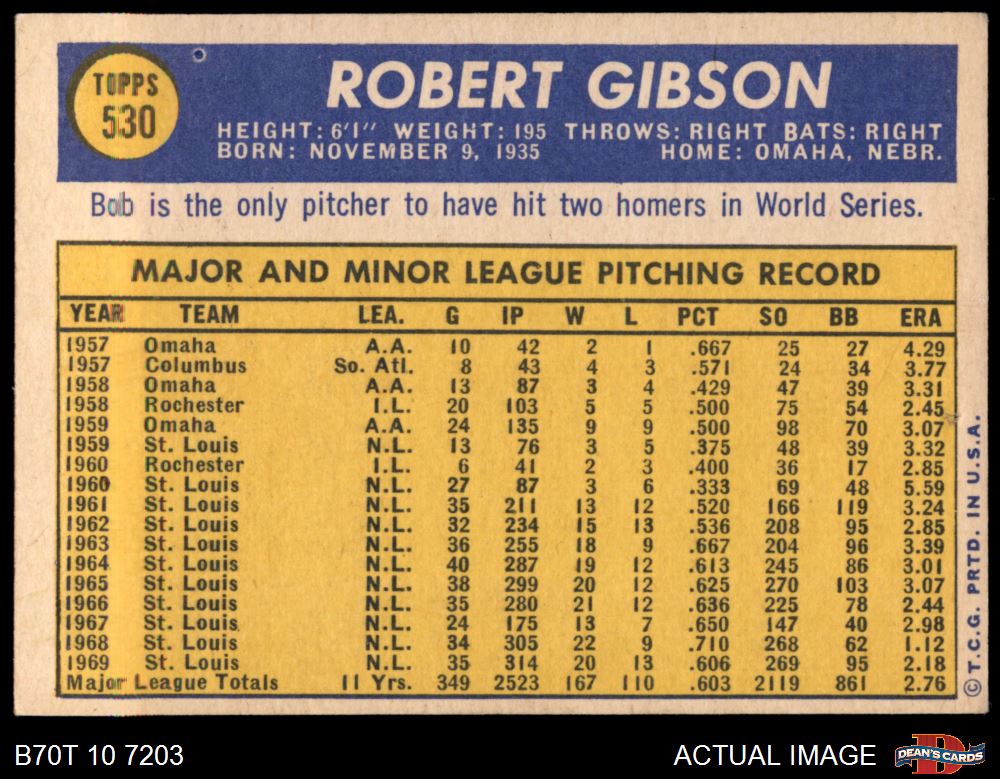 TOPPS
530
ROBERT GIBSON
HEIGHT: 6'1" WEIGHT: 195 THROWS: RIGHT BATS: RIGHT
BORN: NOVEMBER 9, 1935 HOME: OMAHA, NEBR.
Bob is the only pitcher to have hit two homers in World Series.
MAJOR AND MINOR LEAGUE PITCHING RECORD
YEAR TEAM LEA. G IP W L PCT SO BB ERA
1957 Omaha A.A. 10 42 2 1 .667 25 27 4.29
1957 Columbus So. Atl. 8 43 4 3 .571 24 34 3.77
1958 Omaha A.A. 13 87 3 4 .429 47 39 3.31
1958 Rochester I.L. 20 103 5 5 .500 75 54 2.45
1959 Omaha A.A. 24 135 9 9 .500 98 70 3.07
1959 St. Louis N.L. 13 76 3 5 .375 48 39 3.32
1960 Rochester I.L. 6 41 2 3 .400 36 17 2.85
1960 St. Louis N.L. 27 87 3 6 .333 69 48 5.59
1961 St. Louis N.L. 35 211 13 12 .520 166 119 3.24
1962 St. Louis N.L. 32 234 15 13 .536 208 95 2.85
1963 St. Louis N.L. 36 255 18 9 .667 204 96 3.39
1964 St. Louis N.L. 40 287 19 12 .613 245 86 3.01
1965 St. Louis N.L. 38 299 20 12 .625 270 103 3.07
1966 St. Louis N.L. 35 280 21 12 .636 225 78 2.44
1967 St. Louis N.L. 24 175 13 7 .650 147 40 2.98
1968 St. Louis N.L. 34 305 22 9 .710 268 62 1.12
1969 St. Louis N.L. 35 314 20 13 .606 269 95 2.18
Major League Totals 11 Yrs. 349 2523 167 110 .603 2119 861 2.76
© T.C.G. PRTD. IN U.S.A.
B70T 10 7203
ACTUAL IMAGE
DEAN'S CARDS